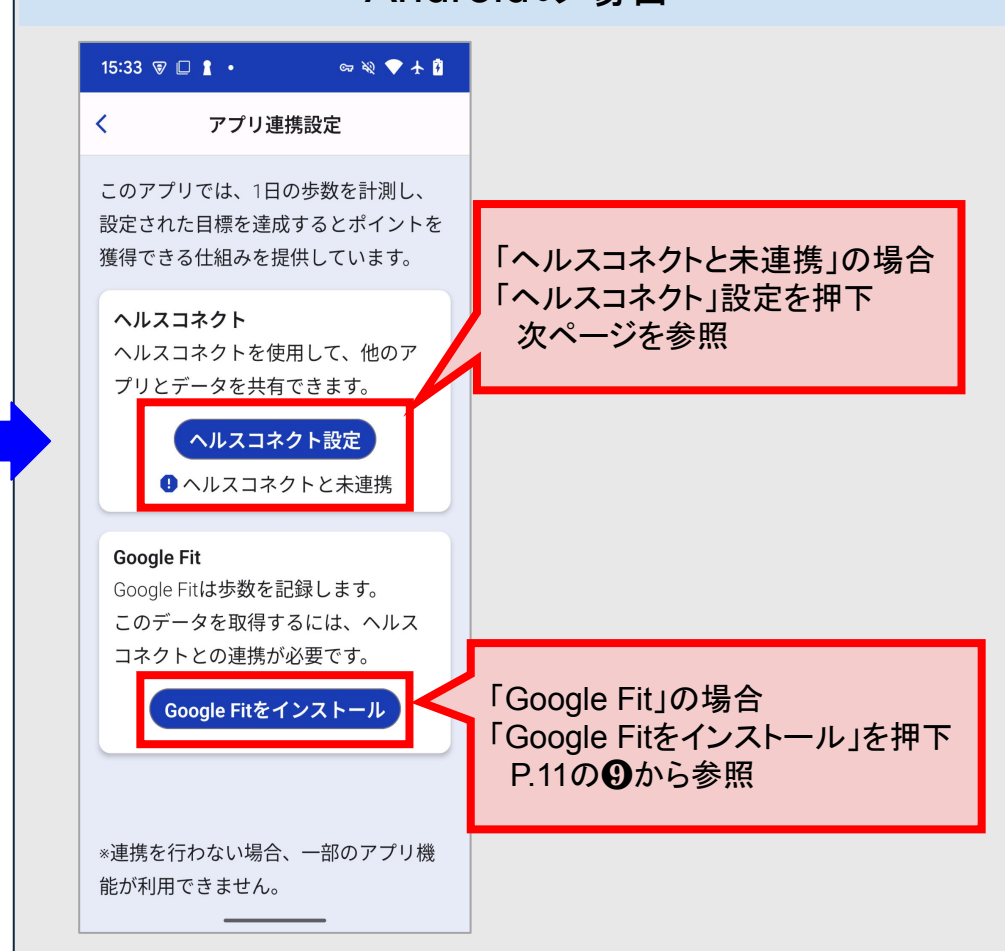 Androidの場合
15:33
アプリ連携設定
このアプリでは、1日の歩数を計測し、
設定された目標を達成するとポイントを
獲得できる仕組みを提供しています。
ヘルスコネクト
ヘルスコネクトを使用して、他のア
プリとデータを共有できます。
ヘルスコネクト設定
ヘルスコネクトと未連携
「ヘルスコネクトと未連携」の場合
「ヘルスコネクト」設定を押下
次ページを参照
Google Fit
Google Fitは歩数を記録します。
このデータを取得するには、ヘルス
コネクトとの連携が必要です。
Google Fitをインストール
「Google Fit」の場合
「Google Fitをインストール」を押下
P.11の❾から参照
※連携を行わない場合、一部のアプリ機
能が利用できません。